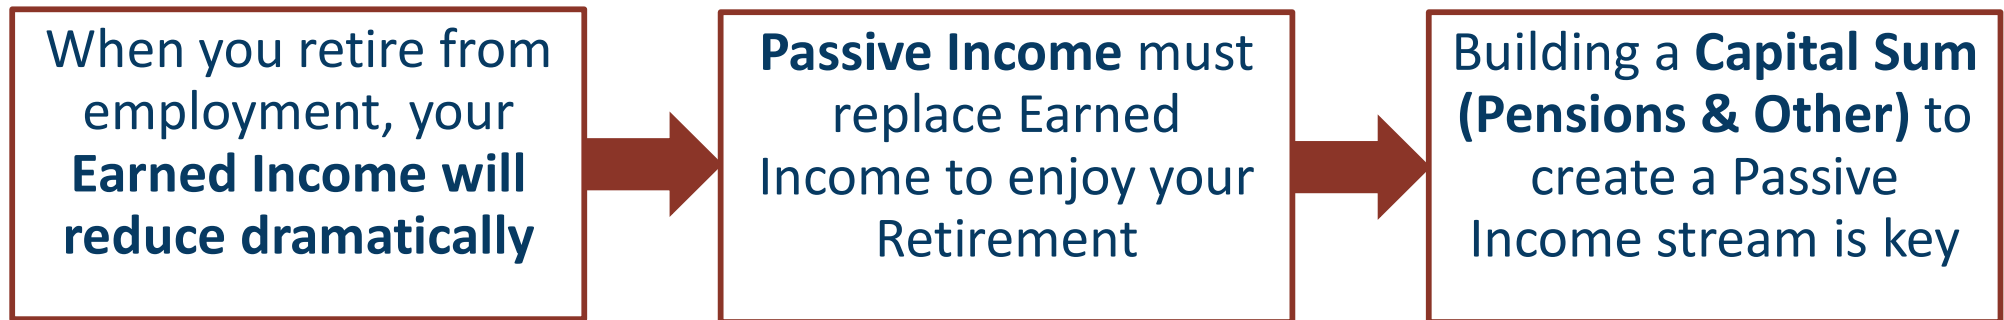 When you retire from
employment, your
Earned Income will
reduce dramatically
Passive Income must
replace Earned
Income to enjoy your
Retirement
Building a Capital Sum
(Pensions & Other) to
create a Passive
Income stream is key